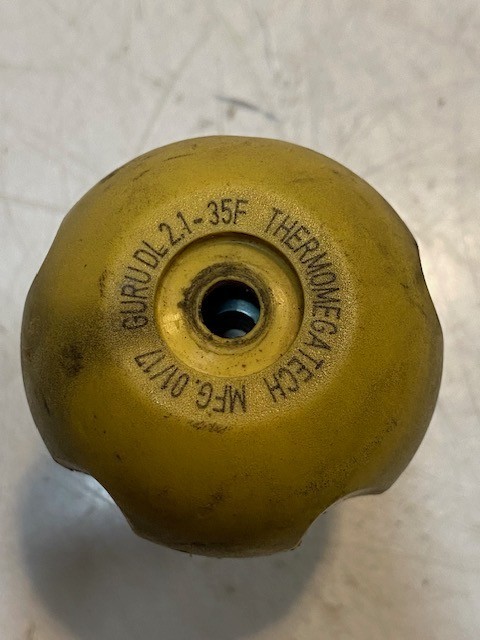 GURU DL-2.1-35F THERMOMEGATECH MFG. 01/17